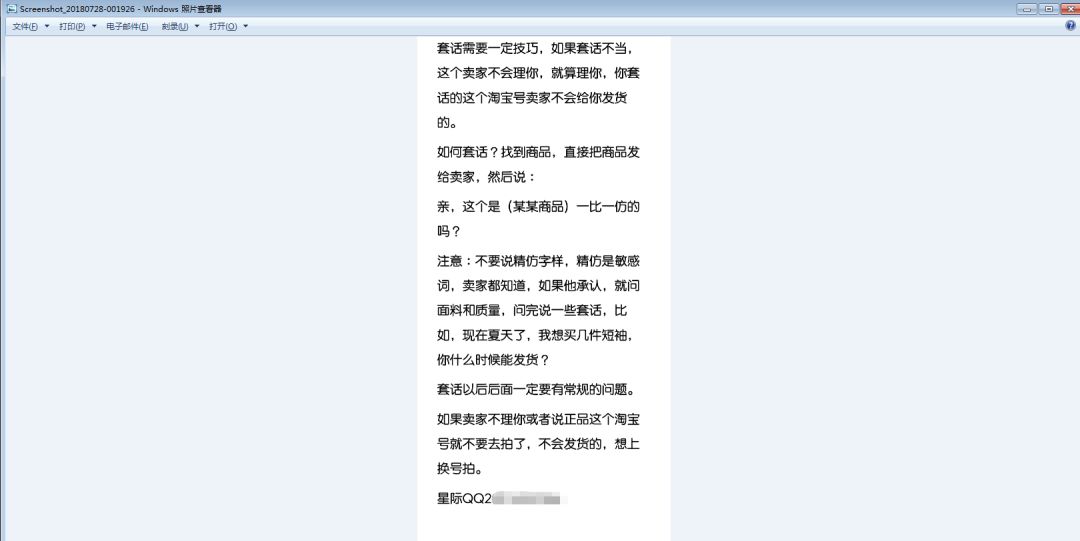 Screenshot_20180728-001926 - Windows 照片查看器
文件(F) 打印(P) 电子邮件(E) 刻录(U) 打开(O)
套话需要一定技巧，如果套话不当，
这个卖家不会理你，就算理你，你套
话的这个淘宝号卖家不会给你发货
的。
如何套话？找到商品，直接把商品发
给卖家，然后说：
亲，这个是（某某商品）一比一仿的
吗？
注意：不要说精仿字样，精仿是敏感
词，卖家都知道，如果他承认，就问
面料和质量，问完说一些套话，比
如，现在夏天了，我想买几件短袖，
你什么时候能发货？
套话以后后面一定要有常规的问题。
如果卖家不理你或者说正品这个淘宝
号就不要去拍了，不会发货的，想上
换号拍。
星际QQ2